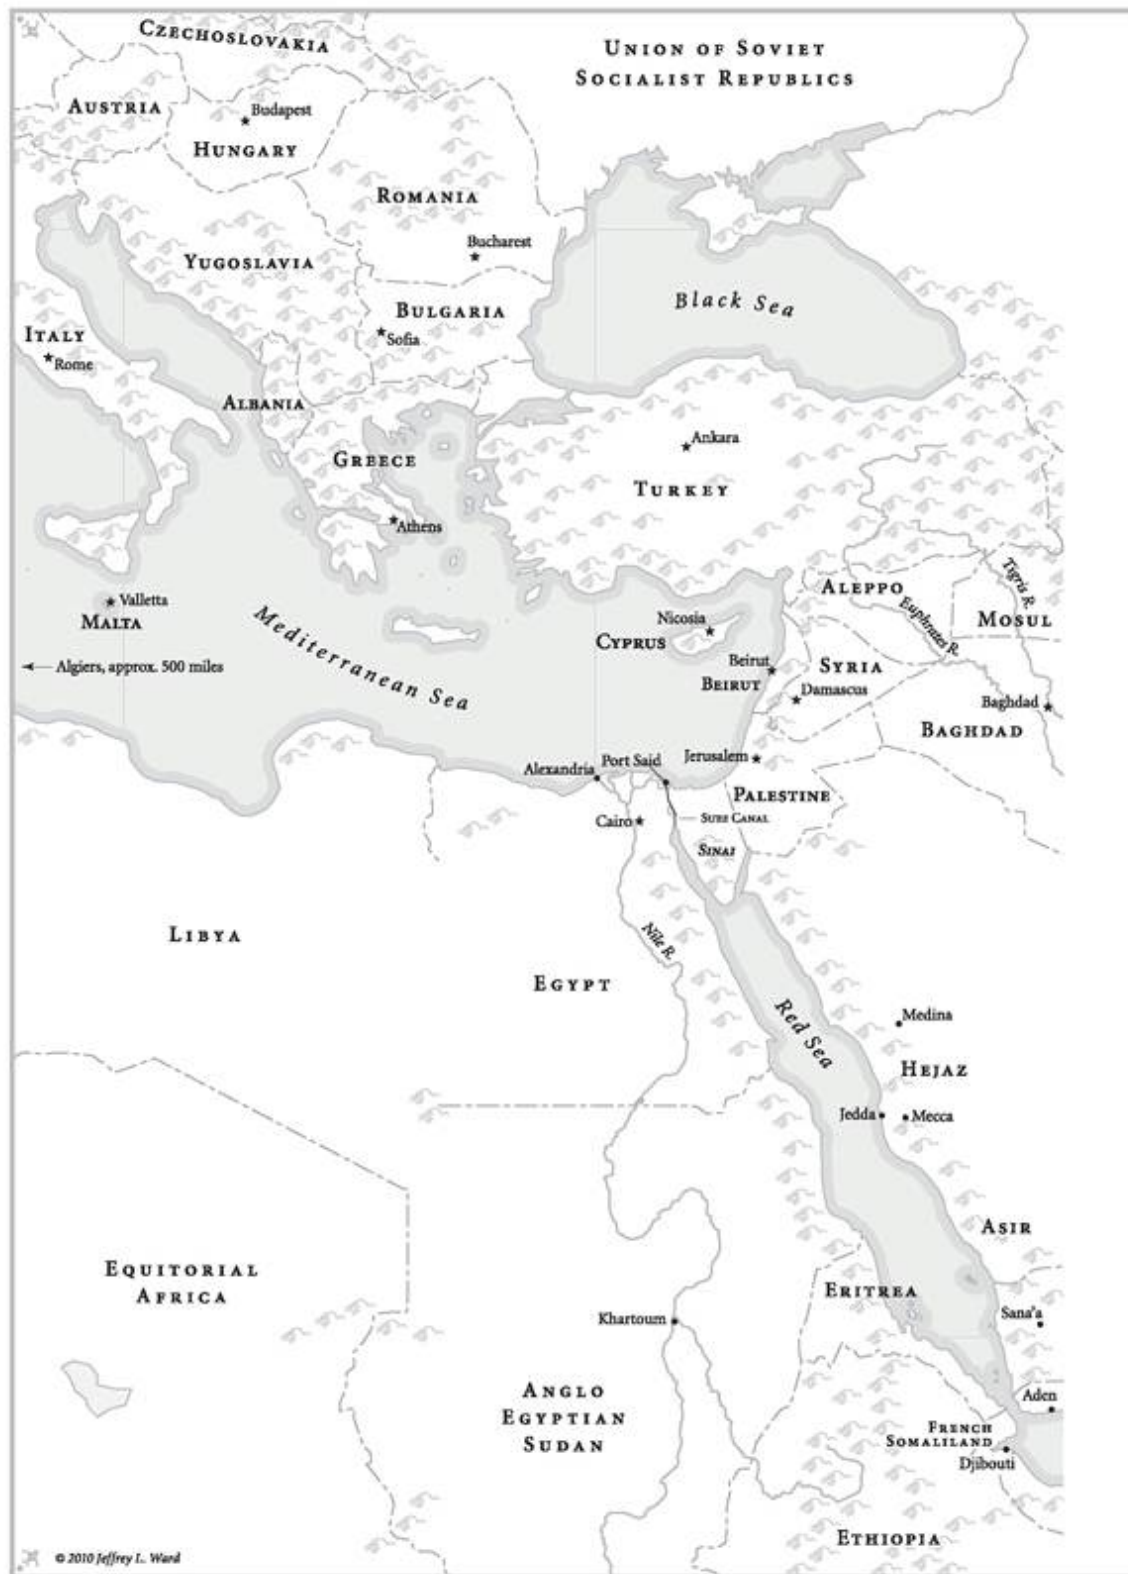 CZECHOSLOVAKIA
UNION OF SOVIET
SOCIALIST REPUBLICS
AUSTRIA
Budapest
HUNGARY
ROMANIA
Bucharest
YUGOSLAVIA
BULGARIA
Black Sea
ITALY
Sofia
Rome
ALBANIA
Ankara
GREECE
TURKEY
Athens
ALEPPO
Tigris R.
Euphrates R.
MOSUL
Valletta
MALTA
Nicosia
CYPRUS
Mediterranean Sea
Algiers, approx. 500 miles
Beirut
BEIRUT
SYRIA
Damascus
Baghdad
BAGHDAD
Jerusalem
Alexandria
Port Said
PALESTINE
Cairo
SUEZ CANAL
SINAI
LIBYA
Nile R.
EGYPT
Red Sea
Medina
HEJAZ
Jedda
Mecca
ASIR
EQUITORIAL
AFRICA
ERITREA
Sana'a
Khartoum
ANGLO
EGYPTIAN
SUDAN
Aden
FRENCH
SOMALILAND
Djibouti
ETHIOPIA
© 2010 Jeffrey L. Ward